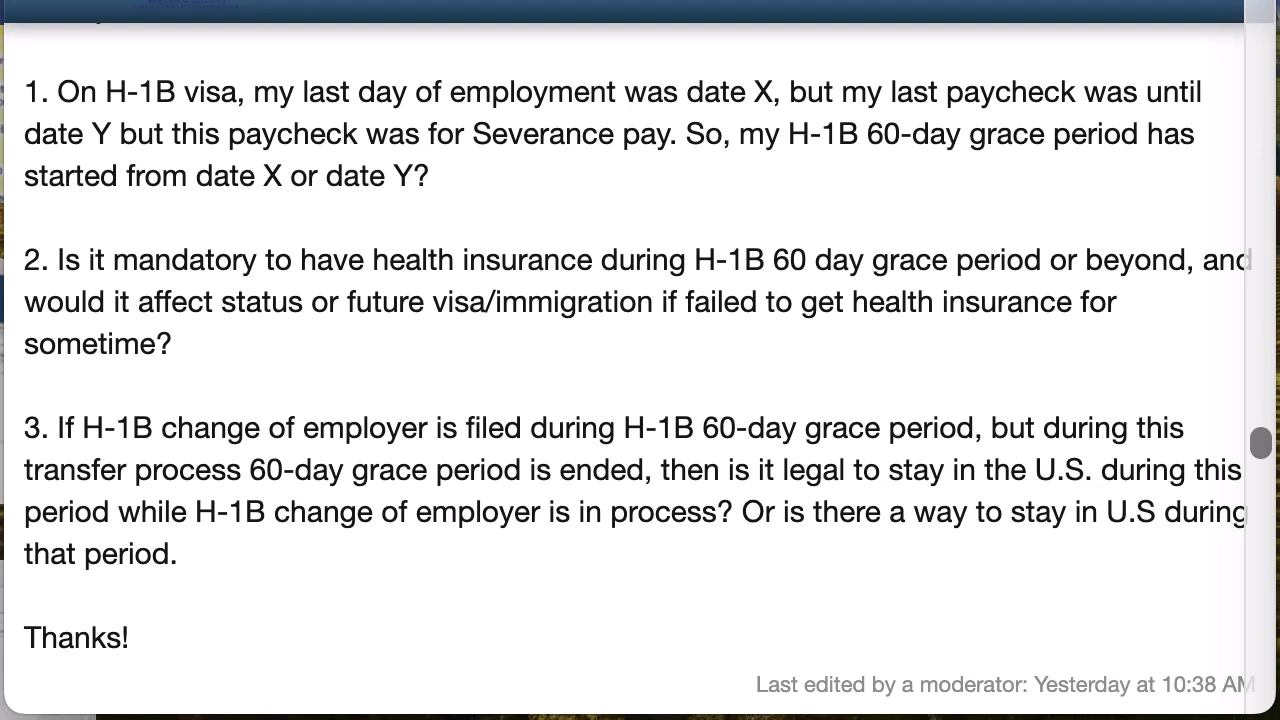 1. On H-1B visa, my last day of employment was date X, but my last paycheck was until
date Y but this paycheck was for Severance pay. So, my H-1B 60-day grace period has
started from date X or date Y?
2. Is it mandatory to have health insurance during H-1B 60 day grace period or beyond, and
would it affect status or future visa/immigration if failed to get health insurance for
sometime?
3. If H-1B change of employer is filed during H-1B 60-day grace period, but during this
transfer process 60-day grace period is ended, then is it legal to stay in the U.S. during this
period while H-1B change of employer is in process? Or is there a way to stay in U.S during
that period.
Thanks!
Last edited by a moderator: Yesterday at 10:38 AM